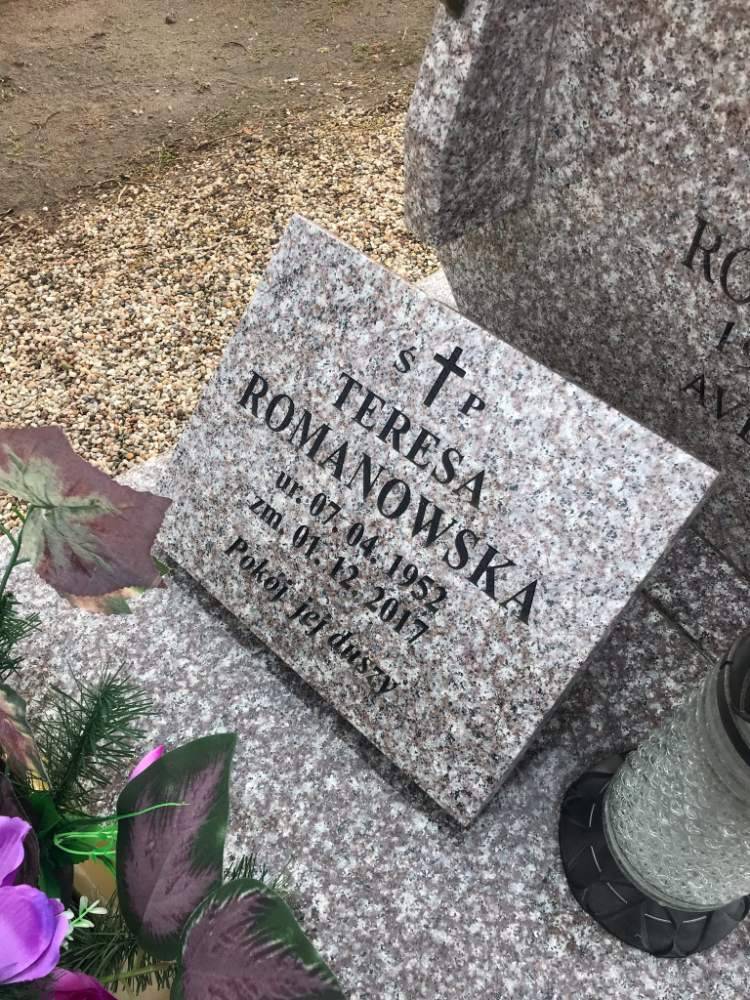 S P
TERESA
ROMANOWSKA
ur. 07. 04. 1952
zm. 01. 12. 2017
Pokój jej duszy